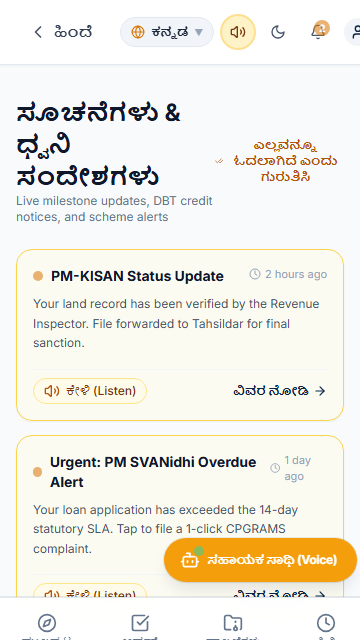 ಹಿಂದೆ
ಕನ್ನಡ
ಸೂಚನೆಗಳು &
ಧ್ವನಿ
ಸಂದೇಶಗಳು
ಎಲ್ಲವನ್ನೂ
ಓದಲಾಗಿದೆ ಎಂದು
ಗುರುತಿಸಿ
Live milestone updates, DBT credit
notices, and scheme alerts
PM-KISAN Status Update
2 hours ago
Your land record has been verified by the Revenue
Inspector. File forwarded to Tahsildar for final
sanction.
ಕೇಳಿ (Listen)
ವಿವರ ನೋಡಿ
Urgent: PM SVANidhi Overdue
Alert
1 day
ago
Your loan application has exceeded the 14-day
statutory SLA. Tap to file a 1-click CPGRAMS
complaint.
ಸಹಾಯಕ ಸಾಥಿ (Voice)
ಕೇಳಿ (Listen)
ವಿವರ ನೋಡಿ